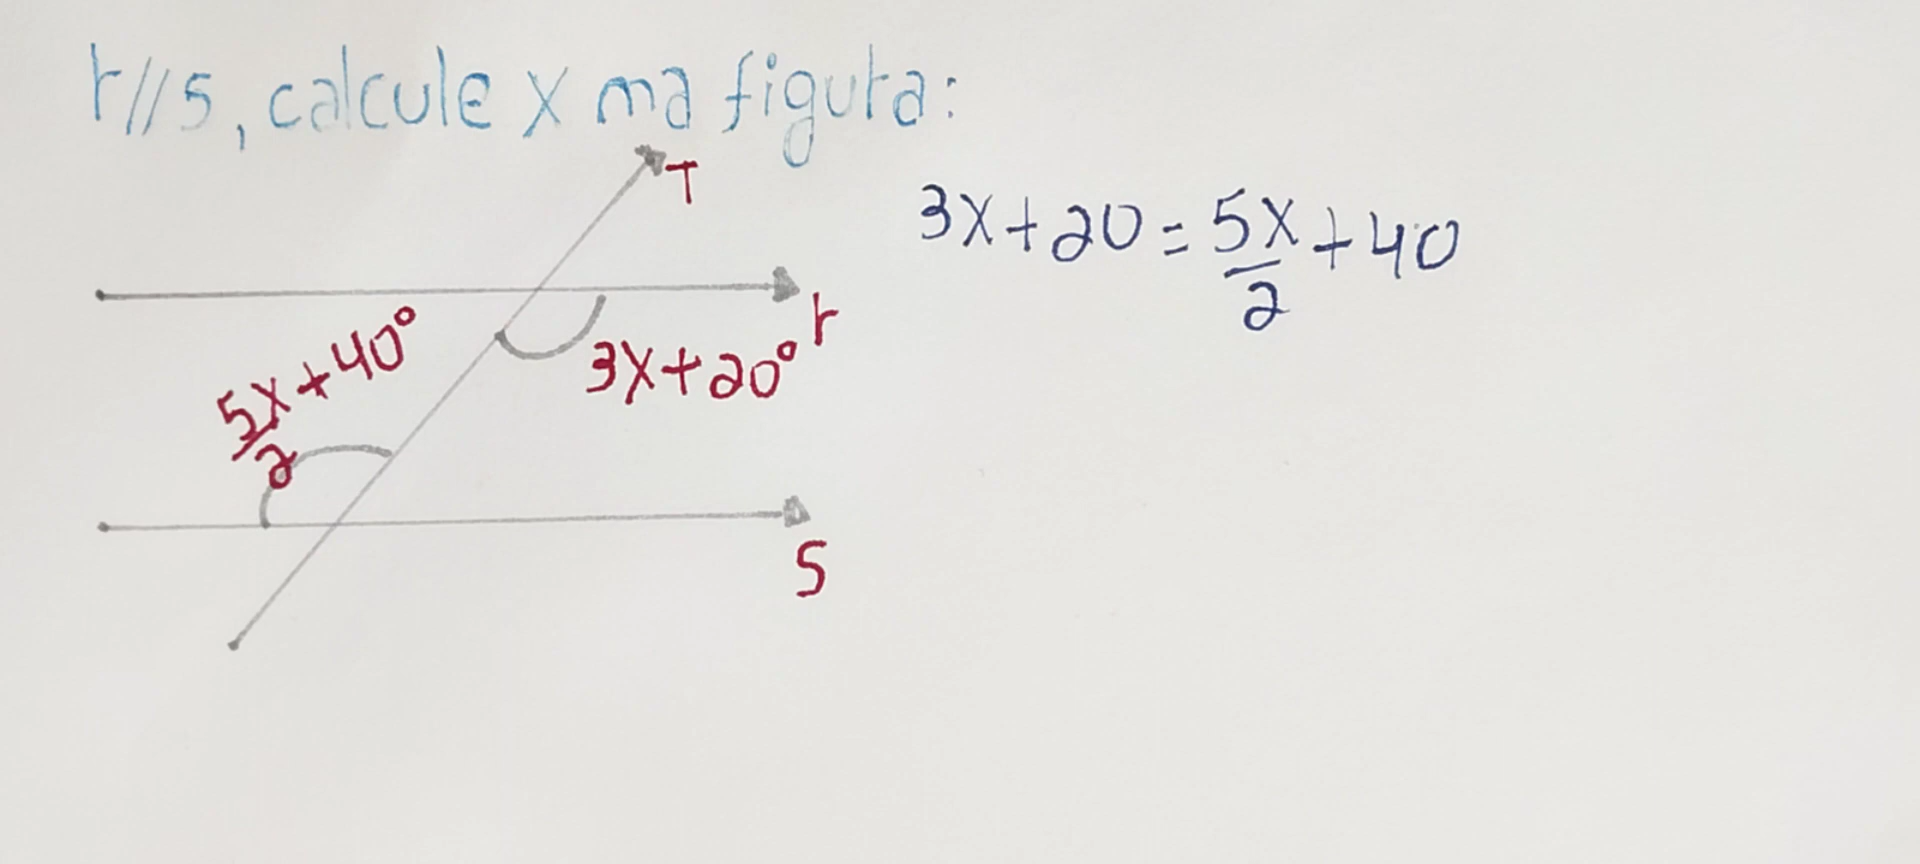 r//s, calcule x na figura:
T
3x+20=5x/2+40
r
5x/2+40°
3x+20°
S